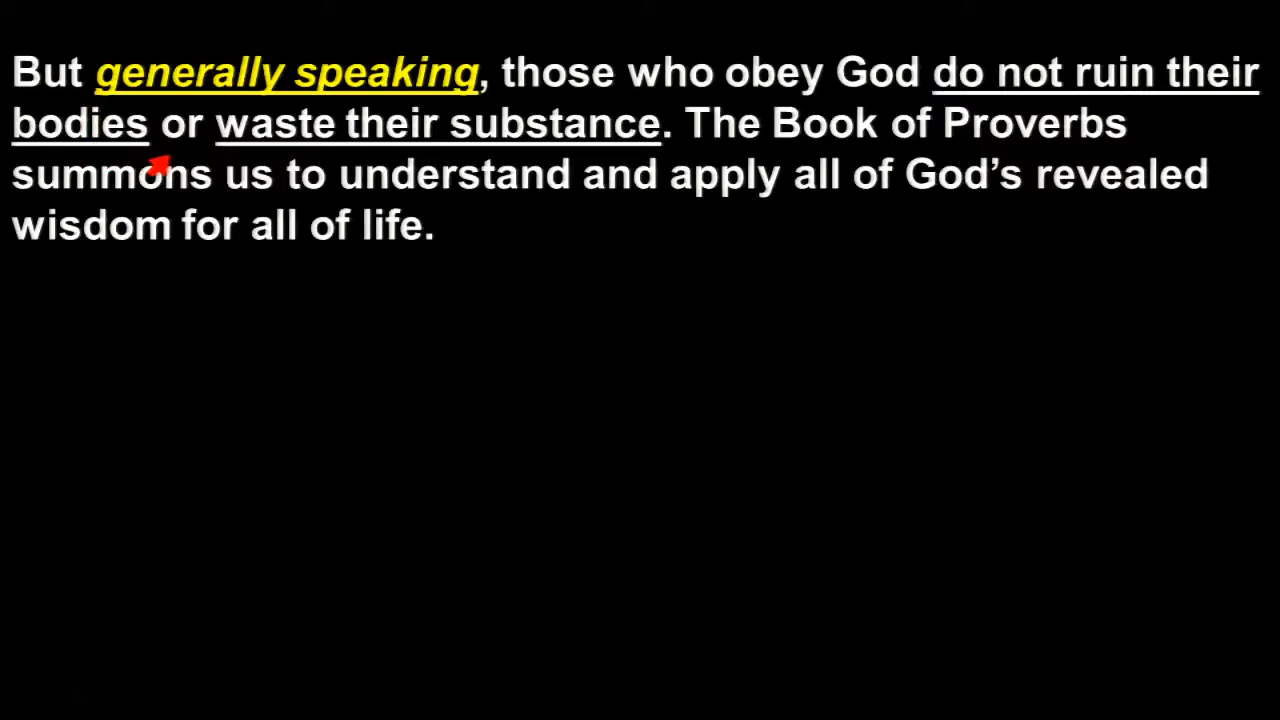 But generally speaking, those who obey God do not ruin their
bodies or waste their substance. The Book of Proverbs
summons us to understand and apply all of God’s revealed
wisdom for all of life.